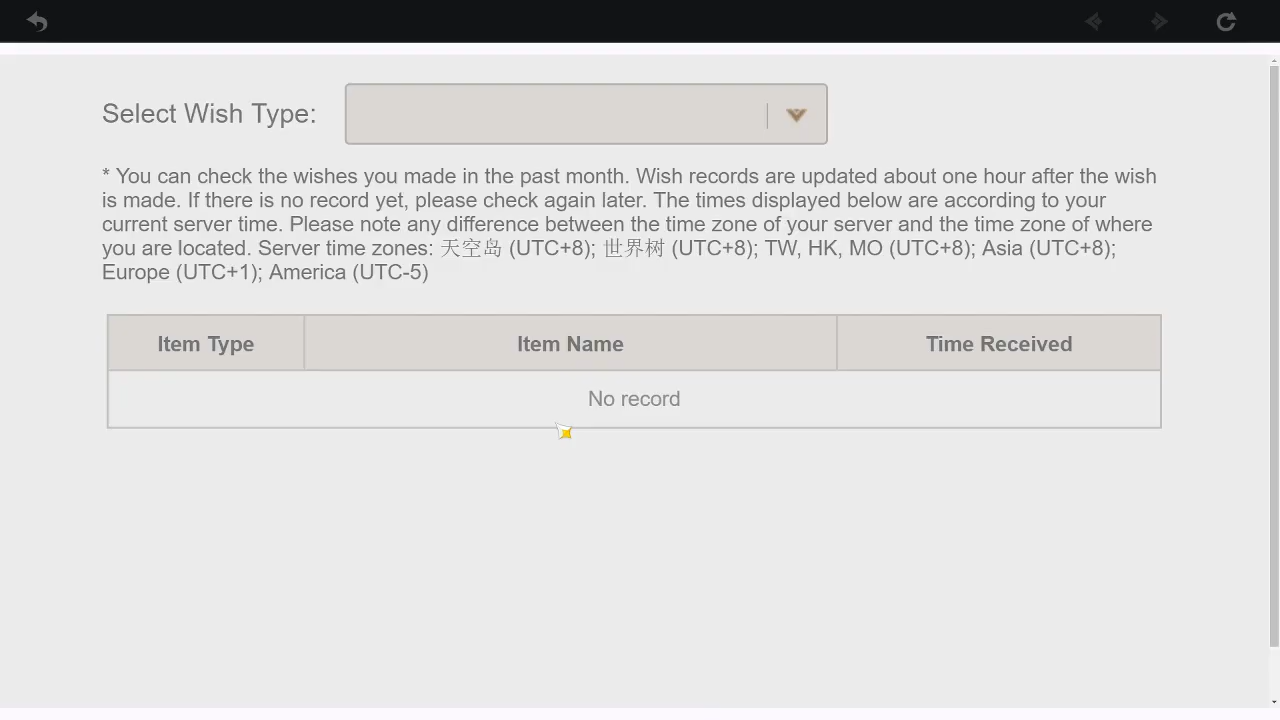 Select Wish Type:
* You can check the wishes you made in the past month. Wish records are updated about one hour after the wish
is made. If there is no record yet, please check again later. The times displayed below are according to your
current server time. Please note any difference between the time zone of your server and the time zone of where
you are located. Server time zones: 天空岛 (UTC+8); 世界树 (UTC+8); TW, HK, MO (UTC+8); Asia (UTC+8);
Europe (UTC+1); America (UTC-5)
Item Type Item Name Time Received
No record